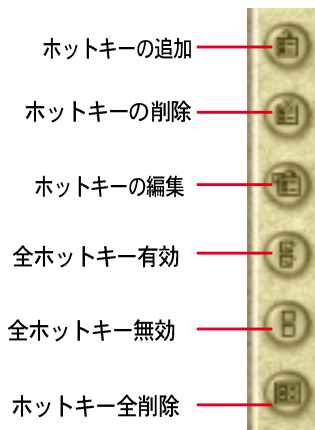 ホットキーの追加
ホットキーの削除
ホットキーの編集
全ホットキー有効
全ホットキー無効
ホットキー全削除